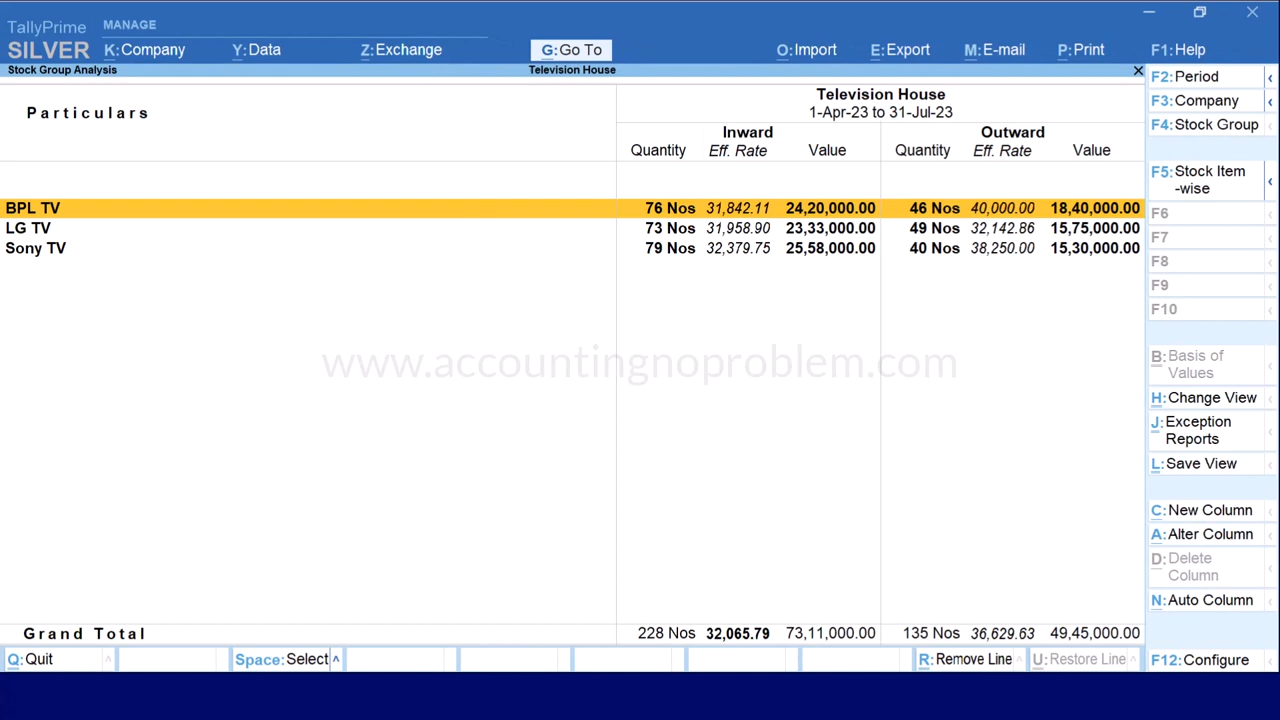 TallyPrime
MANAGE
SILVER
K:Company
Y:Data
Z:Exchange
G:Go To
O:Import
E:Export
M:E-mail
P:Print
F1:Help
Stock Group Analysis
Television House
Particulars
Television House
1-Apr-23 to 31-Jul-23
Inward
Outward
Quantity Eff. Rate Value Quantity Eff. Rate Value
BPL TV 76 Nos 31,842.11 24,20,000.00 46 Nos 40,000.00 18,40,000.00
LG TV 73 Nos 31,958.90 23,33,000.00 49 Nos 32,142.86 15,75,000.00
Sony TV 79 Nos 32,379.75 25,58,000.00 40 Nos 38,250.00 15,30,000.00
www.accountingnoproblem.com
Grand Total 228 Nos 32,065.79 73,11,000.00 135 Nos 36,629.63 49,45,000.00
F2:Period
F3:Company
F4:Stock Group
F5:Stock Item
-wise
F6
F7
F8
F9
F10
B:Basis of
Values
H:Change View
J:Exception
Reports
L:Save View
C:New Column
A:Alter Column
D:Delete
Column
N:Auto Column
Q:Quit
Space:Select
R:Remove Line
U:Restore Line
F12:Configure